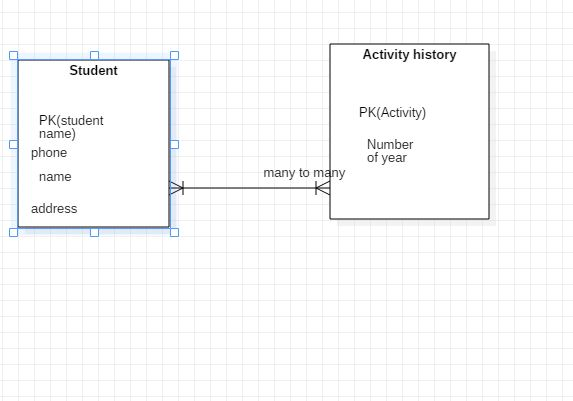 Student
PK(student
name)
phone
name
address
many to many
Activity history
PK(Activity)
Number
of year